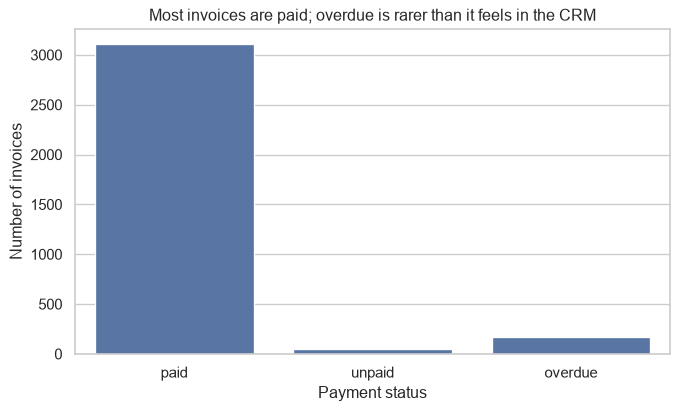 Most invoices are paid; overdue is rarer than it feels in the CRM
Number of invoices
3000
2500
2000
1500
1000
500
0
paid unpaid overdue
Payment status